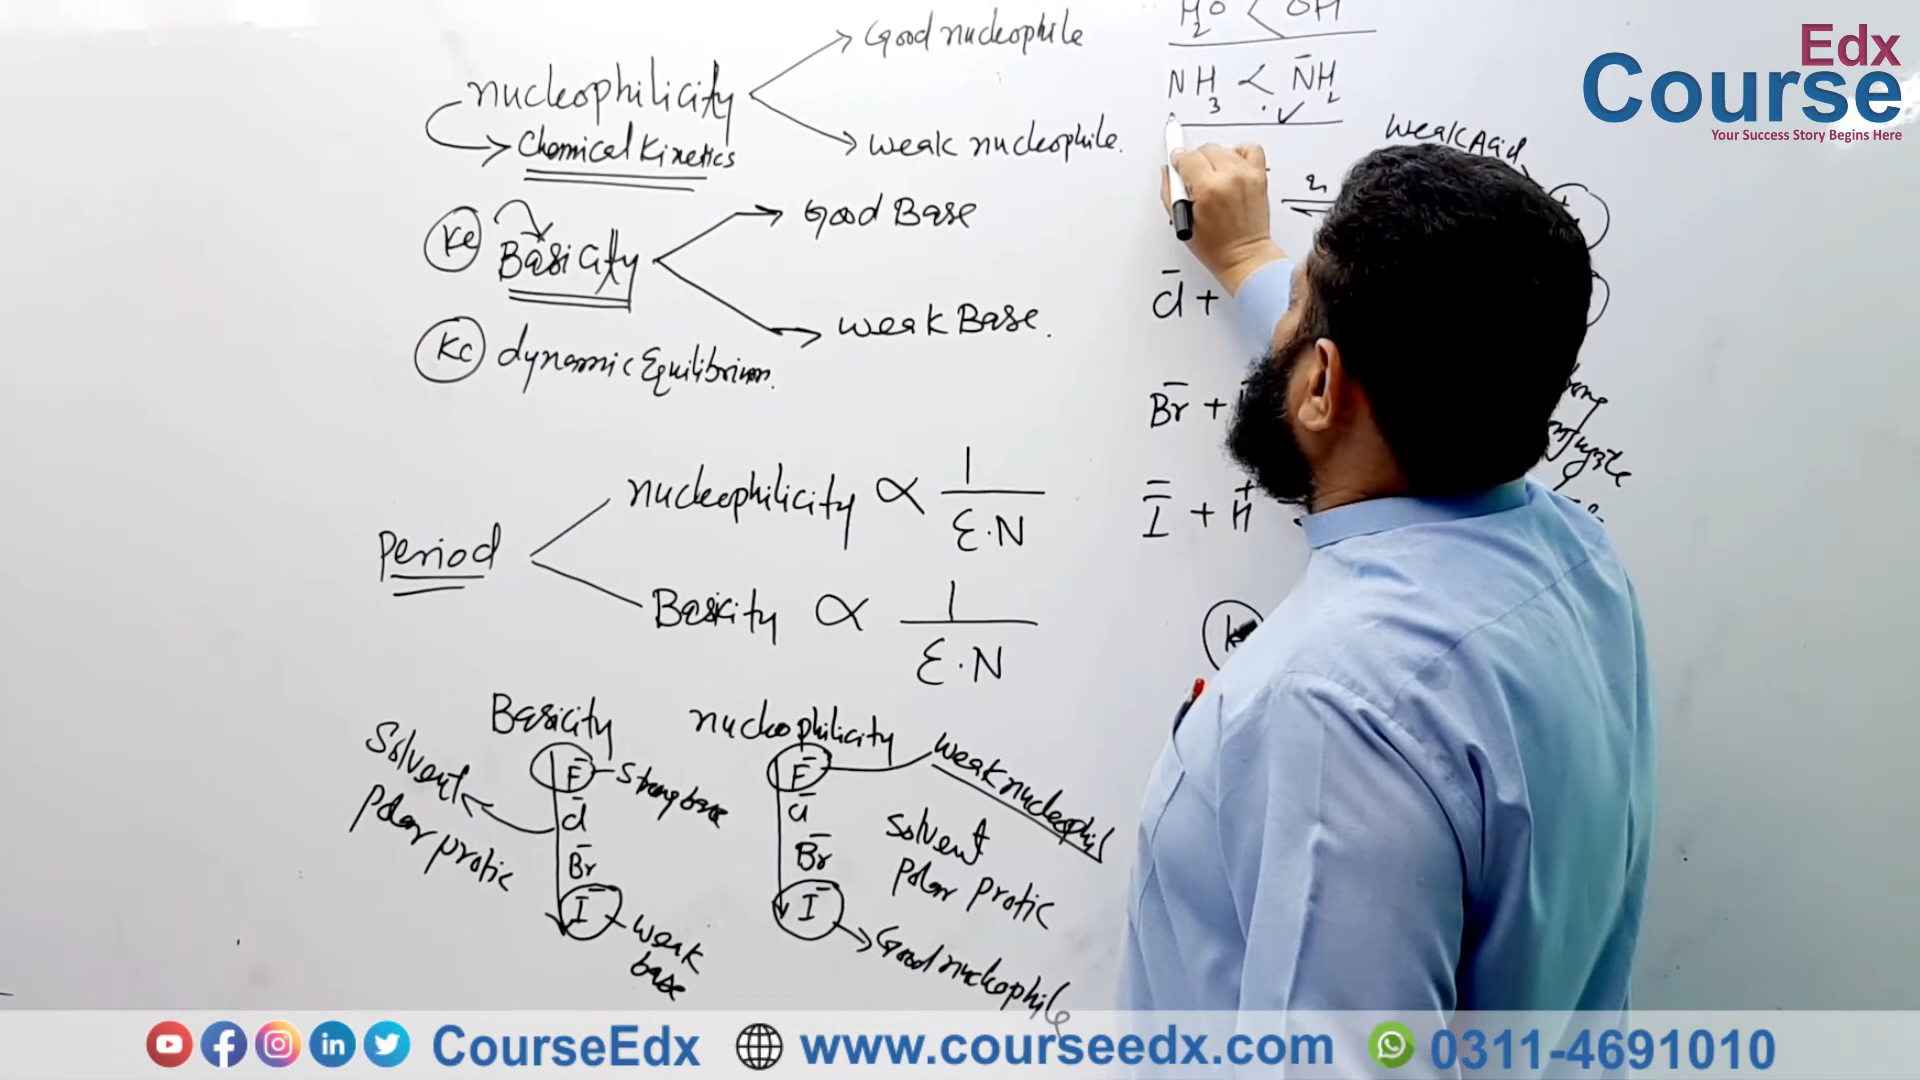 nucleophilicity
Good nucleophile
weak nucleophile.
Chemical Kinetics
Ke
Basicity
Good Base
weak Base.
Kc dynamic Equilibrium.
Period
nucleophilicity ∝ 1/E.N
Basicity ∝ 1/E.N
Basicity
F̄ Strong base
Cl̄
Br̄
Ī weak
base
Solvent
polar protic
nucleophilicity
F̄ weak nucleophil
Cl̄
Br̄
Ī Good nucleophile
Solvent
polar protic
H₂O < OH
NH₃ < N̄H₂
weak Acid
Cl̄ +
Br̄ +
Ī + H⁺
Edx
Course
Your Success Story Begins Here
CourseEdx www.courseedx.com 0311-4691010